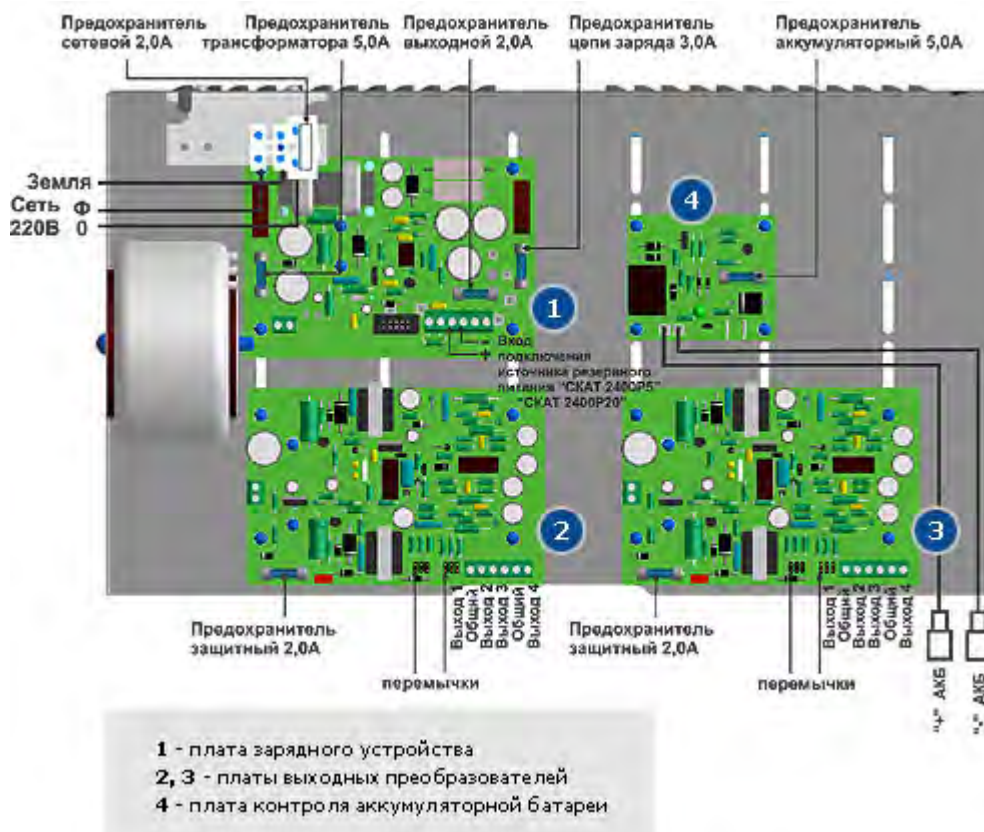 Предохранитель
сетевой 2,0А
Предохранитель
трансформатора 5,0А
Предохранитель
выходной 2,0А
Предохранитель
цепи заряда 3,0А
Предохранитель
аккумуляторный 5,0А
Земля
Сеть Ф
220В 0
4
1
- Вход
+ подключения
источника резервного
питания "СКАТ 2400Р5"
"СКАТ 2400Р20"
2
3
Выход 1
Общий
Выход 2
Выход 3
Общий
Выход 4
Выход 1
Общий
Выход 2
Выход 3
Общий
Выход 4
Предохранитель
защитный 2,0А
Предохранитель
защитный 2,0А
перемычки
перемычки
"+" АКБ
"-" АКБ
1 - плата зарядного устройства
2, 3 - платы выходных преобразователей
4 - плата контроля аккумуляторной батареи